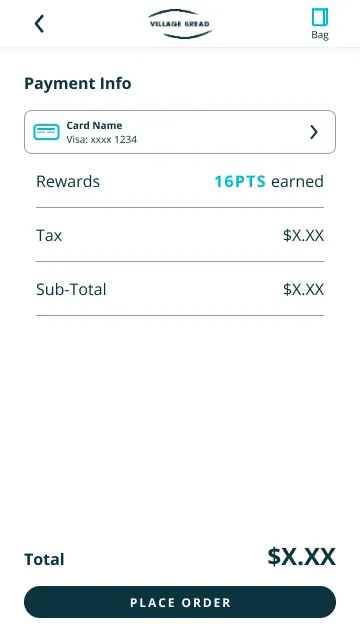 VILLAGE BREAD
Bag
Payment Info
Card Name
Visa: xxxx 1234
Rewards 16PTS earned
Tax $X.XX
Sub-Total $X.XX
Total $X.XX
PLACE ORDER